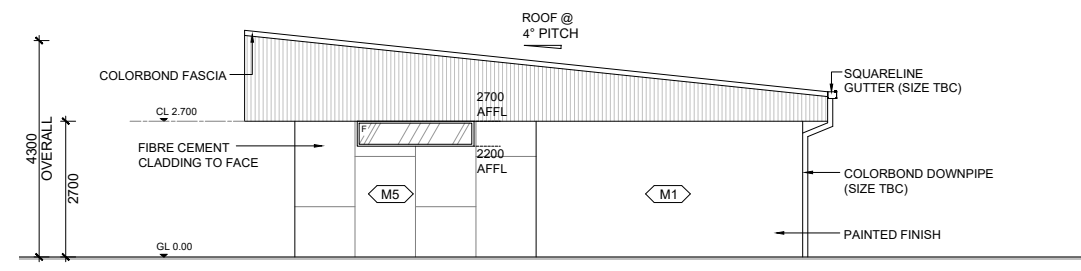 ROOF @
4° PITCH
COLORBOND FASCIA
SQUARELINE
GUTTER (SIZE TBC)
2700
AFFL
CL 2.700
F
4300
OVERALL
2700
FIBRE CEMENT
CLADDING TO FACE
2200
AFFL
M5
M1
COLORBOND DOWNPIPE
(SIZE TBC)
PAINTED FINISH
GL 0.00